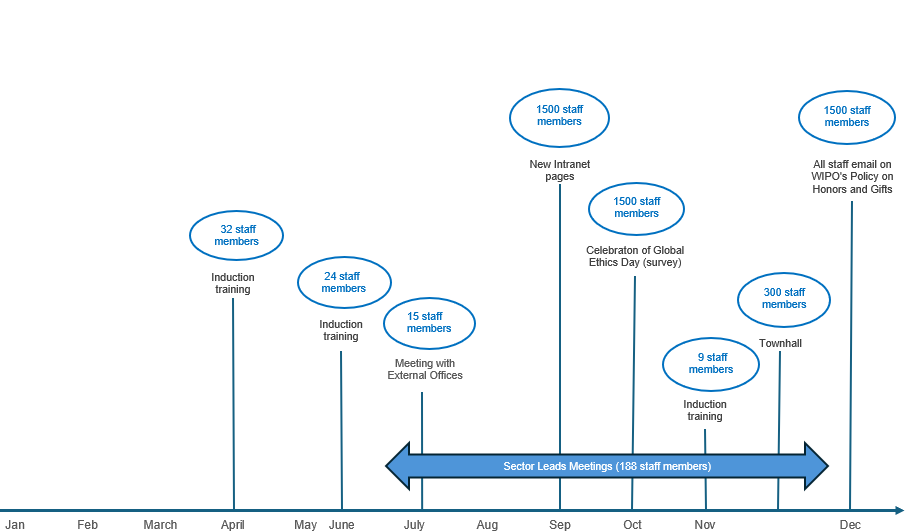 1500 staff
members
New Intranet
pages
1500 staff
members
All staff email on
WIPO's Policy on
Honors and Gifts
1500 staff
members
Celebraton of Global
Ethics Day (survey)
32 staff
members
Induction
training
24 staff
members
Induction
training
15 staff
members
Meeting with
External Offices
300 staff
members
Townhall
9 staff
members
Induction
training
Sector Leads Meetings (188 staff members)
Jan Feb March April May June July Aug Sep Oct Nov Dec